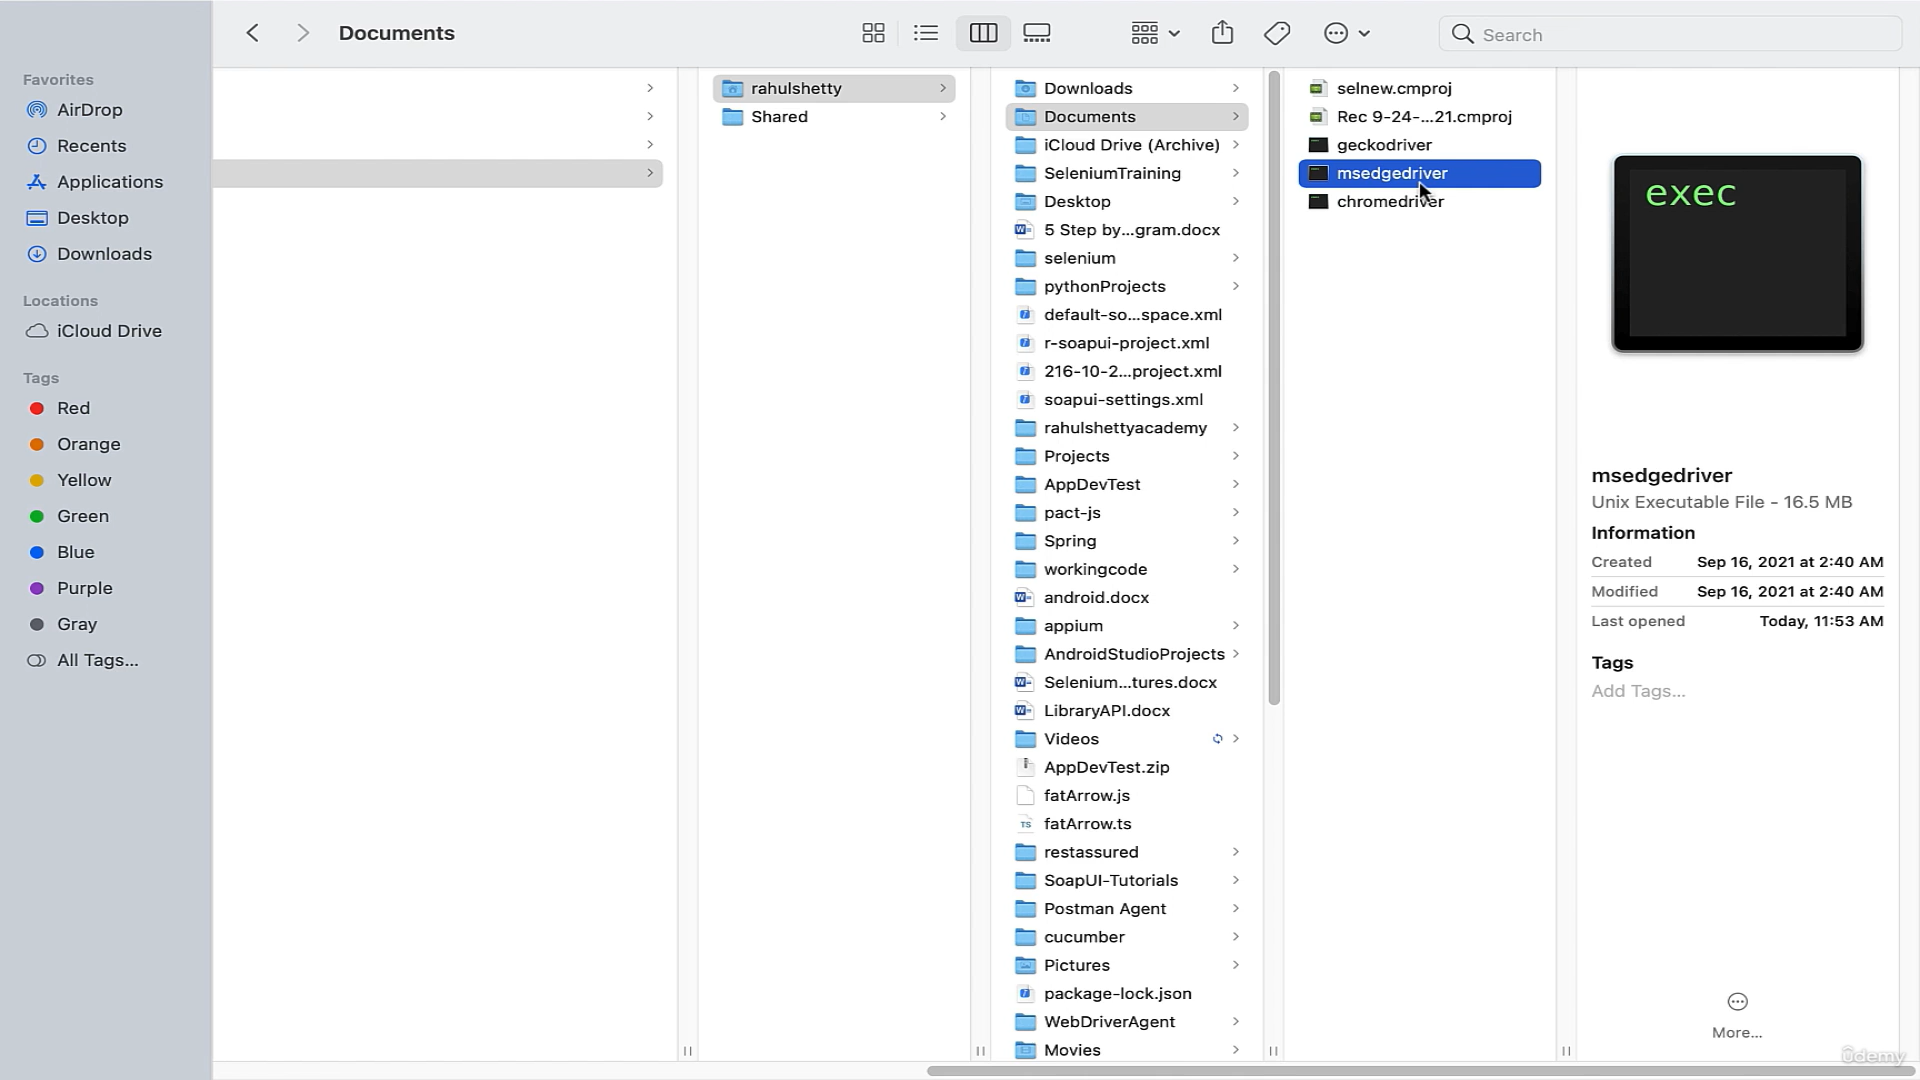 Documents
Search
Favorites
AirDrop
Recents
Applications
Desktop
Downloads
Locations
iCloud Drive
Tags
Red
Orange
Yellow
Green
Blue
Purple
Gray
All Tags...
rahulshetty
Shared
Downloads
Documents
iCloud Drive (Archive)
SeleniumTraining
Desktop
5 Step by...gram.docx
selenium
pythonProjects
default-so...space.xml
r-soapui-project.xml
216-10-2...project.xml
soapui-settings.xml
rahulshettyacademy
Projects
AppDevTest
pact-js
Spring
workingcode
android.docx
appium
AndroidStudioProjects
Selenium...tures.docx
LibraryAPI.docx
Videos
AppDevTest.zip
fatArrow.js
TS fatArrow.ts
restassured
SoapUI-Tutorials
Postman Agent
cucumber
Pictures
package-lock.json
WebDriverAgent
Movies
selnew.cmproj
Rec 9-24-...21.cmproj
geckodriver
msedgedriver
chromedriver
exec
msedgedriver
Unix Executable File - 16.5 MB
Information
Created Sep 16, 2021 at 2:40 AM
Modified Sep 16, 2021 at 2:40 AM
Last opened Today, 11:53 AM
Tags
Add Tags...
More...
ûdemy